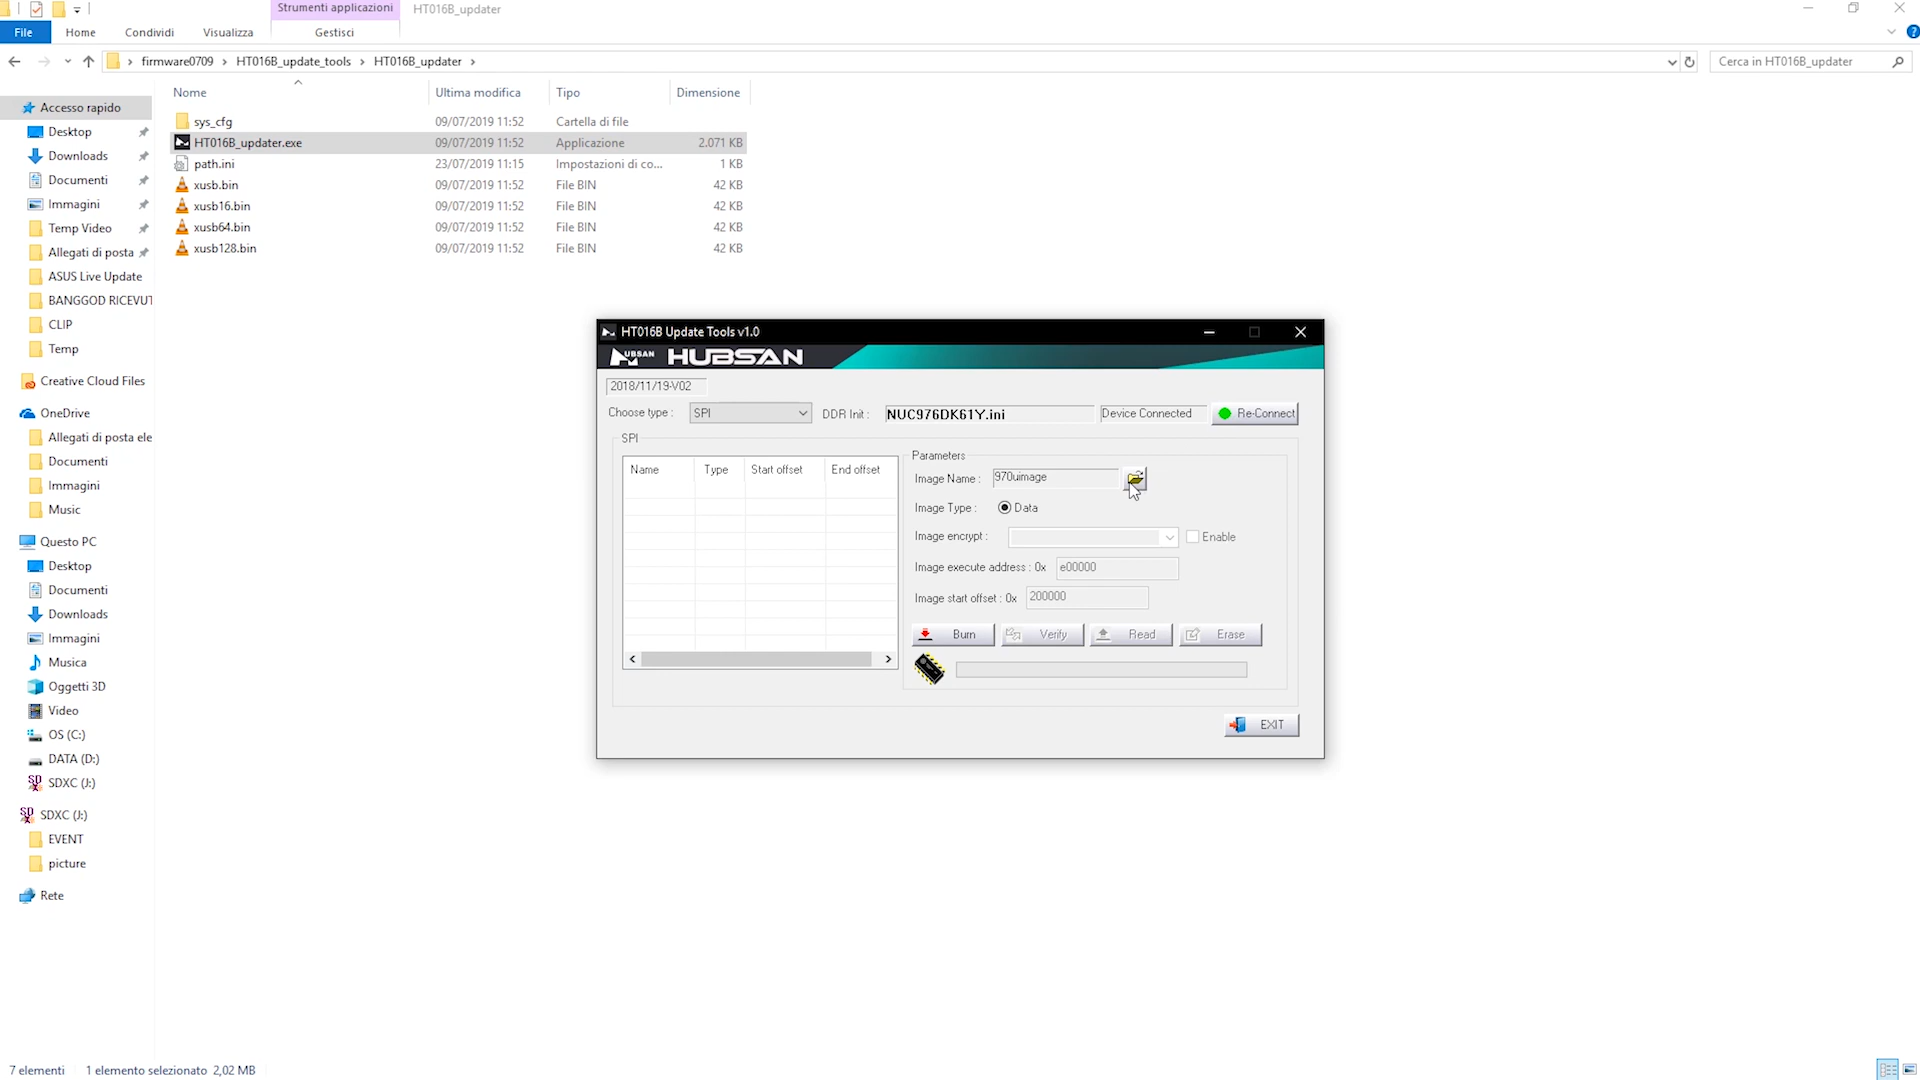 Strumenti applicazioni
HT016B_updater
File
Home
Condividi
Visualizza
Gestisci
firmware0709 > HT016B_update_tools > HT016B_updater >
Cerca in HT016B_updater
Nome
Ultima modifica
Tipo
Dimensione
sys_cfg 09/07/2019 11:52 Cartella di file
HT016B_updater.exe 09/07/2019 11:52 Applicazione 2.071 KB
path.ini 23/07/2019 11:15 Impostazioni di co... 1 KB
xusb.bin 09/07/2019 11:52 File BIN 42 KB
xusb16.bin 09/07/2019 11:52 File BIN 42 KB
xusb64.bin 09/07/2019 11:52 File BIN 42 KB
xusb128.bin 09/07/2019 11:52 File BIN 42 KB
Accesso rapido
Desktop
Downloads
Documenti
Immagini
Temp Video
Allegati di posta
ASUS Live Update
BANGGOD RICEVUT
CLIP
Temp
Creative Cloud Files
OneDrive
Allegati di posta ele
Documenti
Immagini
Music
Questo PC
Desktop
Documenti
Downloads
Immagini
Musica
Oggetti 3D
Video
OS (C:)
DATA (D:)
SDXC (J:)
SDXC (J:)
EVENT
picture
Rete
HT016B Update Tools v1.0
UBSAN HUBSAN
2018/11/19-V02
Choose type : SPI DDR Init : NUC976DK61Y.ini Device Connected Re-Connect
SPI
Name Type Start offset End offset
Parameters
Image Name : 970uimage
Image Type : Data
Image encrypt : Enable
Image execute address : 0x e00000
Image start offset : 0x 200000
Burn Verify Read Erase
EXIT
7 elementi 1 elemento selezionato 2,02 MB